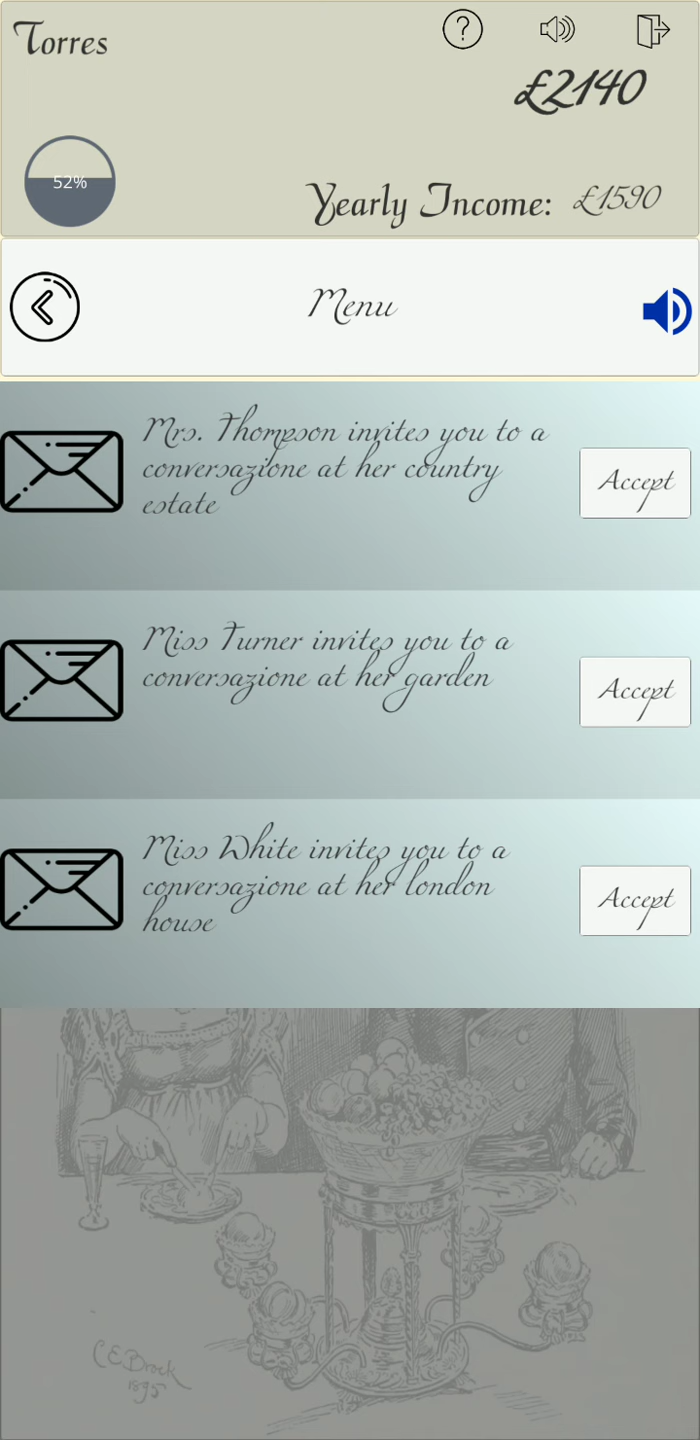 Torres
£2140
52%
Yearly Income: £1590
Menu
Mrs. Thompson invites you to a
conversazione at her country
estate
Accept
Miss Turner invites you to a
conversazione at her garden
Accept
Miss White invites you to a
conversazione at her london
house
Accept
C E Brock
1895